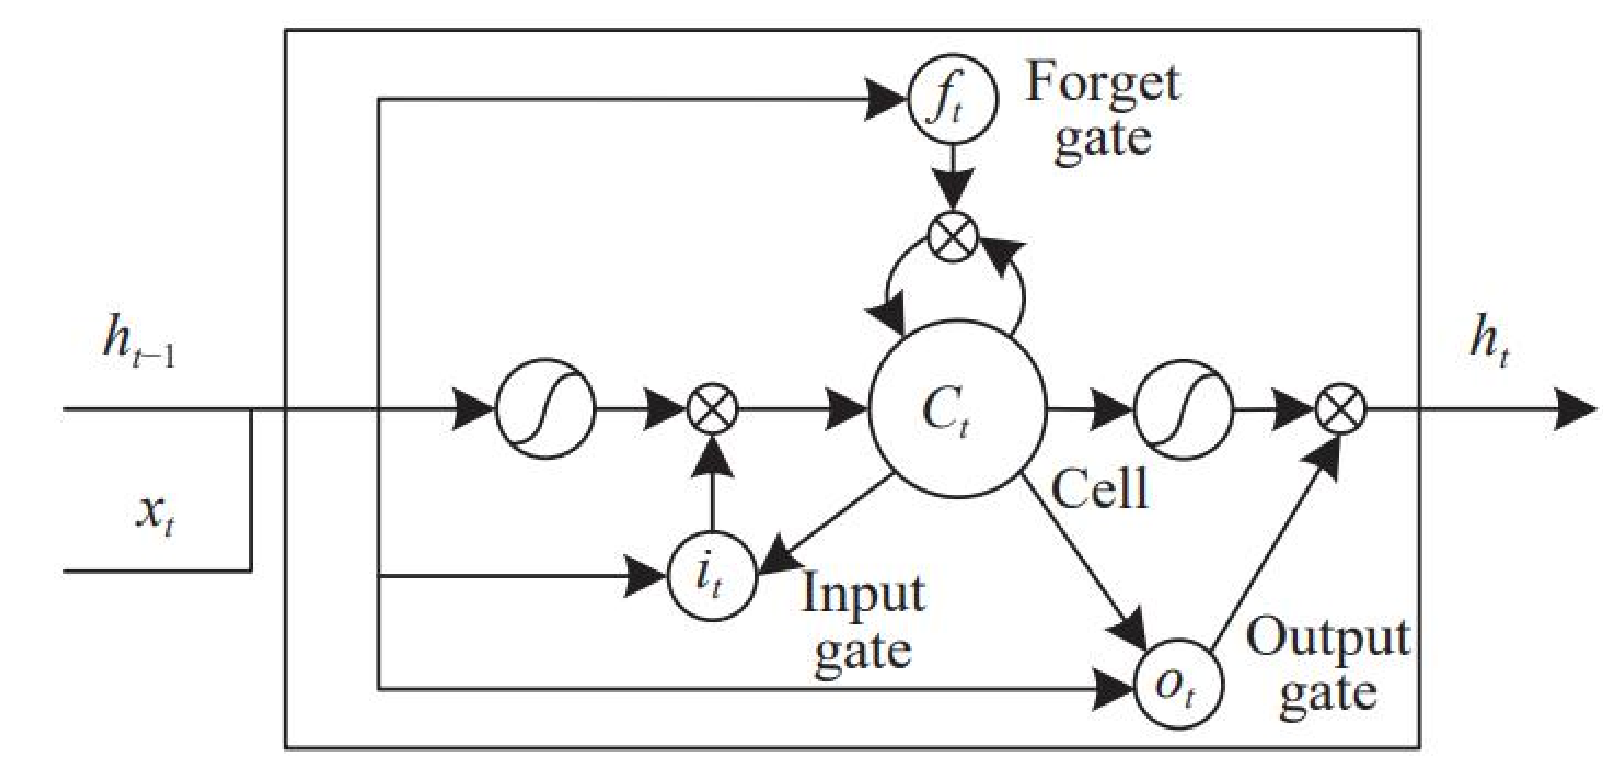 f_t
Forget
gate
h_{t-1}
h_t
C_t
Cell
x_t
i_t
Input
gate
Output
gate
o_t